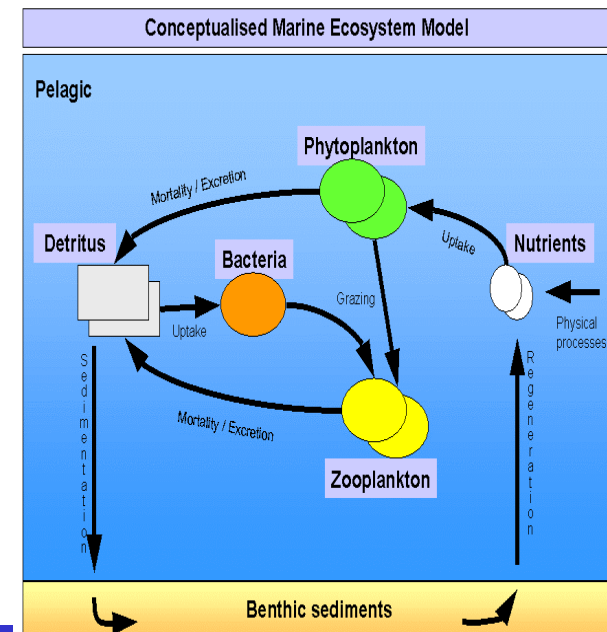 Conceptualised Marine Ecosystem Model
Pelagic
Phytoplankton
Mortality / Excretion
Detritus
Bacteria
Uptake
Nutrients
Grazing
Uptake
Physical
processes
Sedimentation
Regeneration
Mortality / Excretion
Zooplankton
Benthic sediments